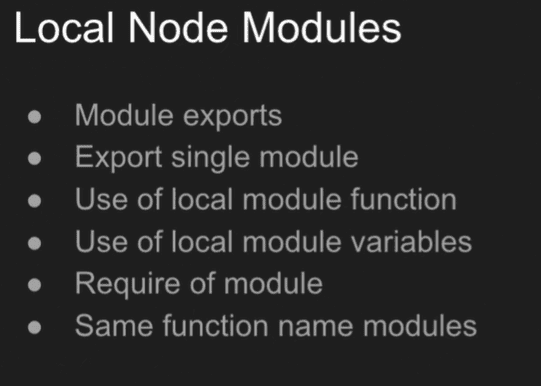 Local Node Modules
● Module exports
● Export single module
● Use of local module function
● Use of local module variables
● Require of module
● Same function name modules